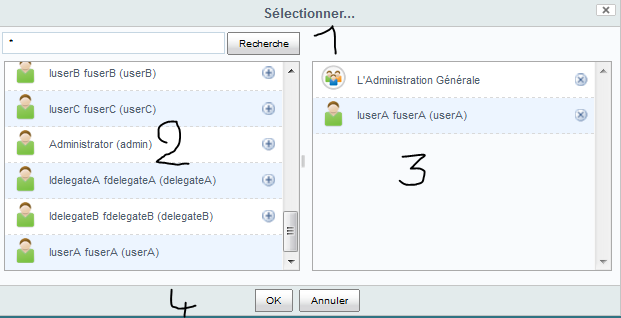 Sélectionner...
*
Recherche
1
luserB fuserB (userB)
luserC fuserC (userC)
Administrator (admin)
2
ldelegateA fdelegateA (delegateA)
ldelegateB fdelegateB (delegateB)
luserA fuserA (userA)
L'Administration Générale
luserA fuserA (userA)
3
4
OK
Annuler